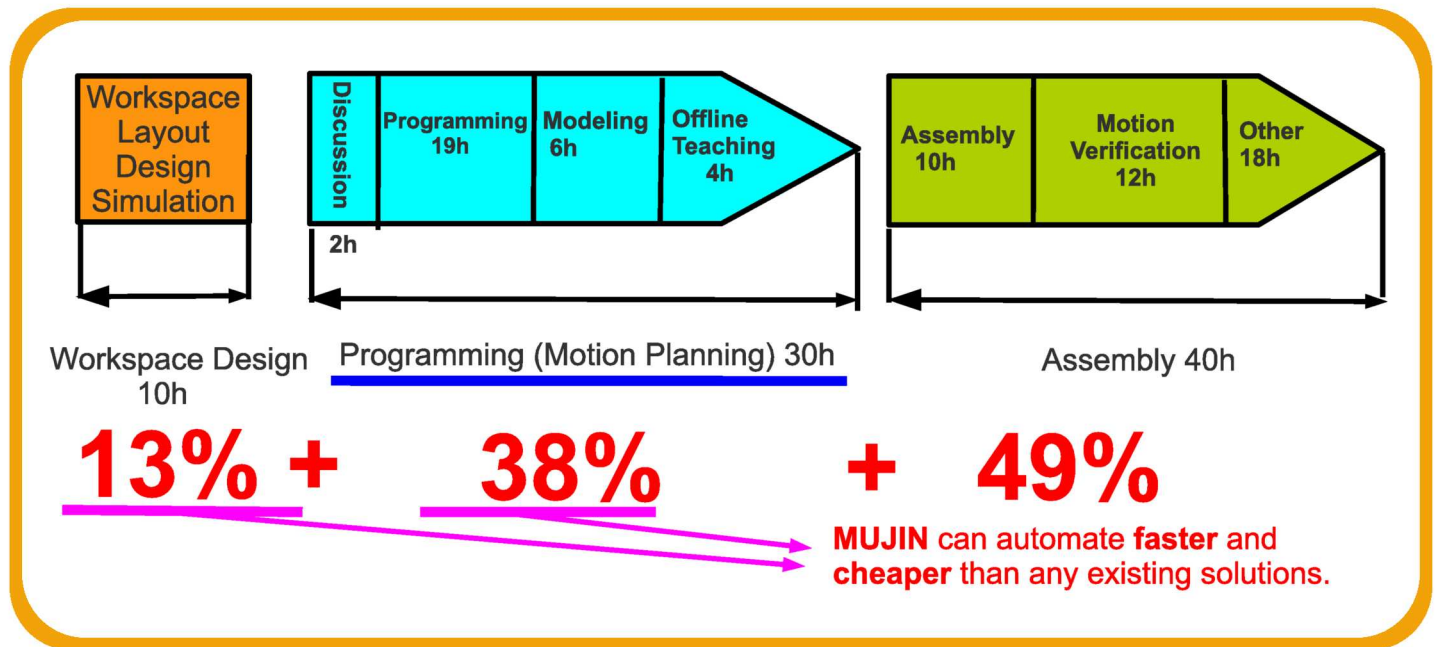 Workspace
Layout
Design
Simulation
Discussion
2h
Programming
19h
Modeling
6h
Offline
Teaching
4h
Assembly
10h
Motion
Verification
12h
Other
18h
Workspace Design
10h
Programming (Motion Planning) 30h
Assembly 40h
13% + 38% + 49%
MUJIN can automate faster and
cheaper than any existing solutions.